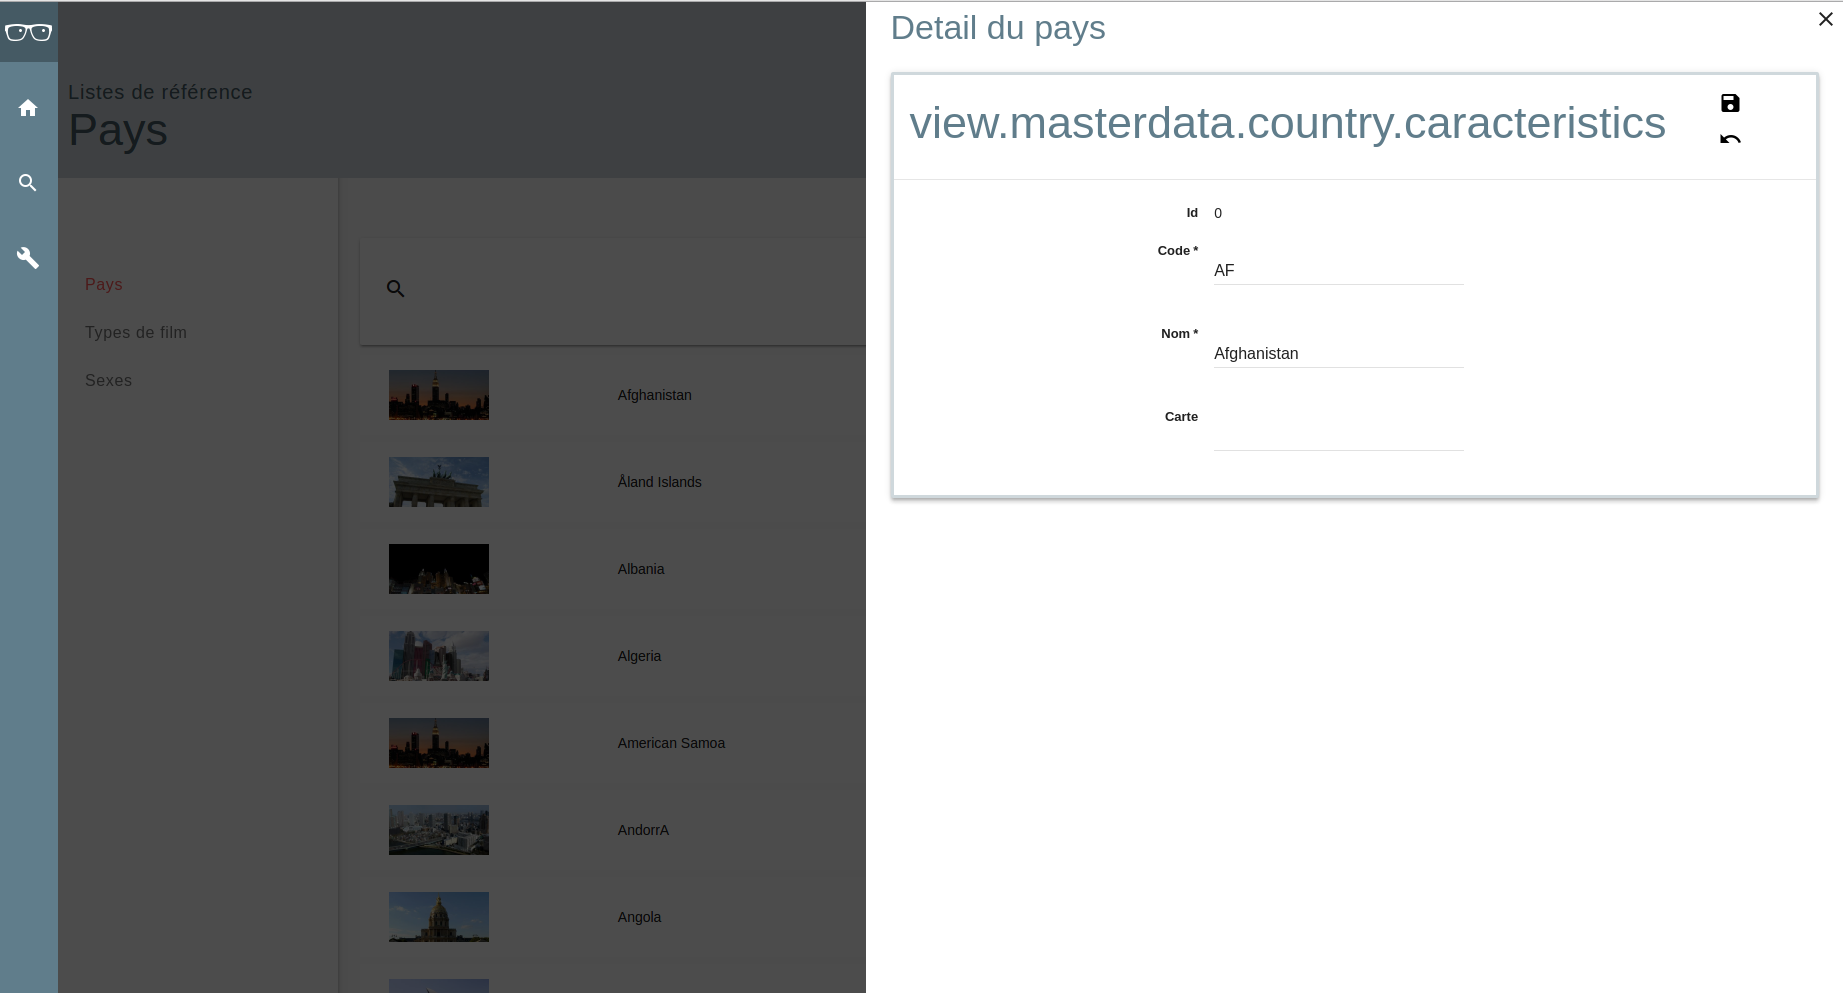 Listes de référence
Pays
Pays
Types de film
Sexes
Afghanistan
Åland Islands
Albania
Algeria
American Samoa
AndorrA
Angola
Detail du pays
view.masterdata.country.caracteristics
Id 0
Code *
AF
Nom *
Afghanistan
Carte